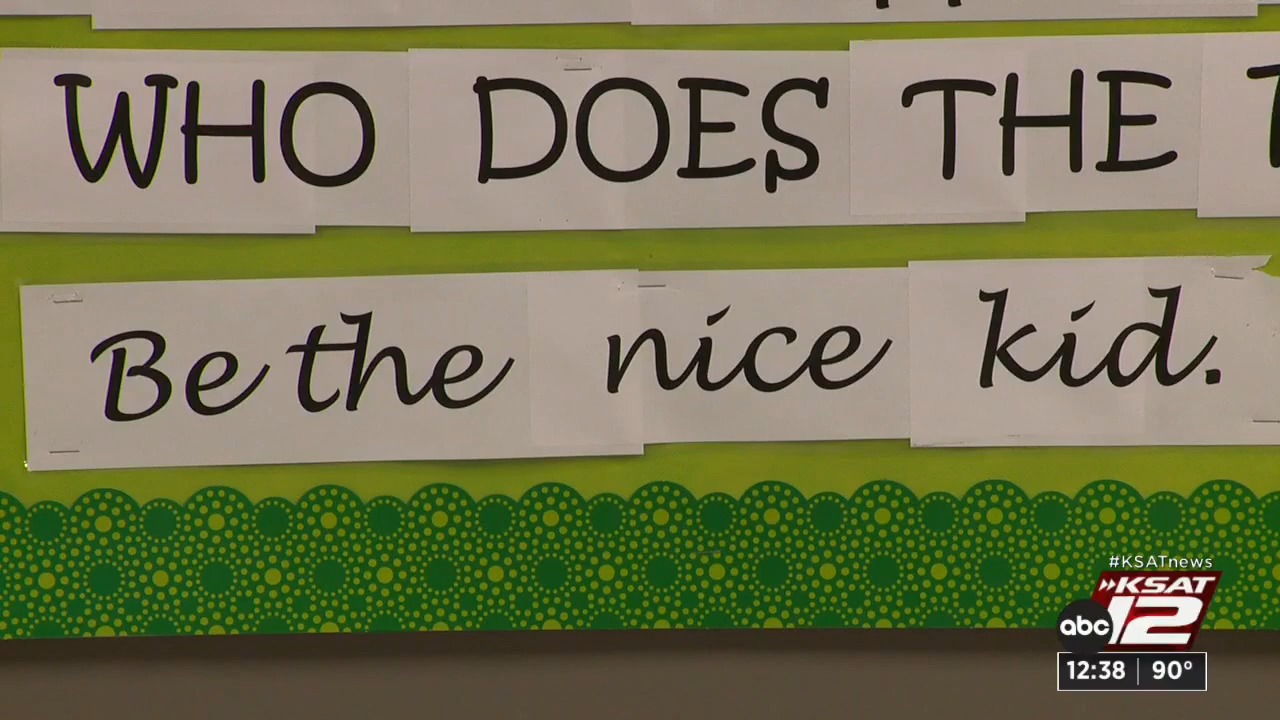 WHO DOES THE
Be the nice kid.
#KSATnews
KSAT
abc 12
12:38 90°